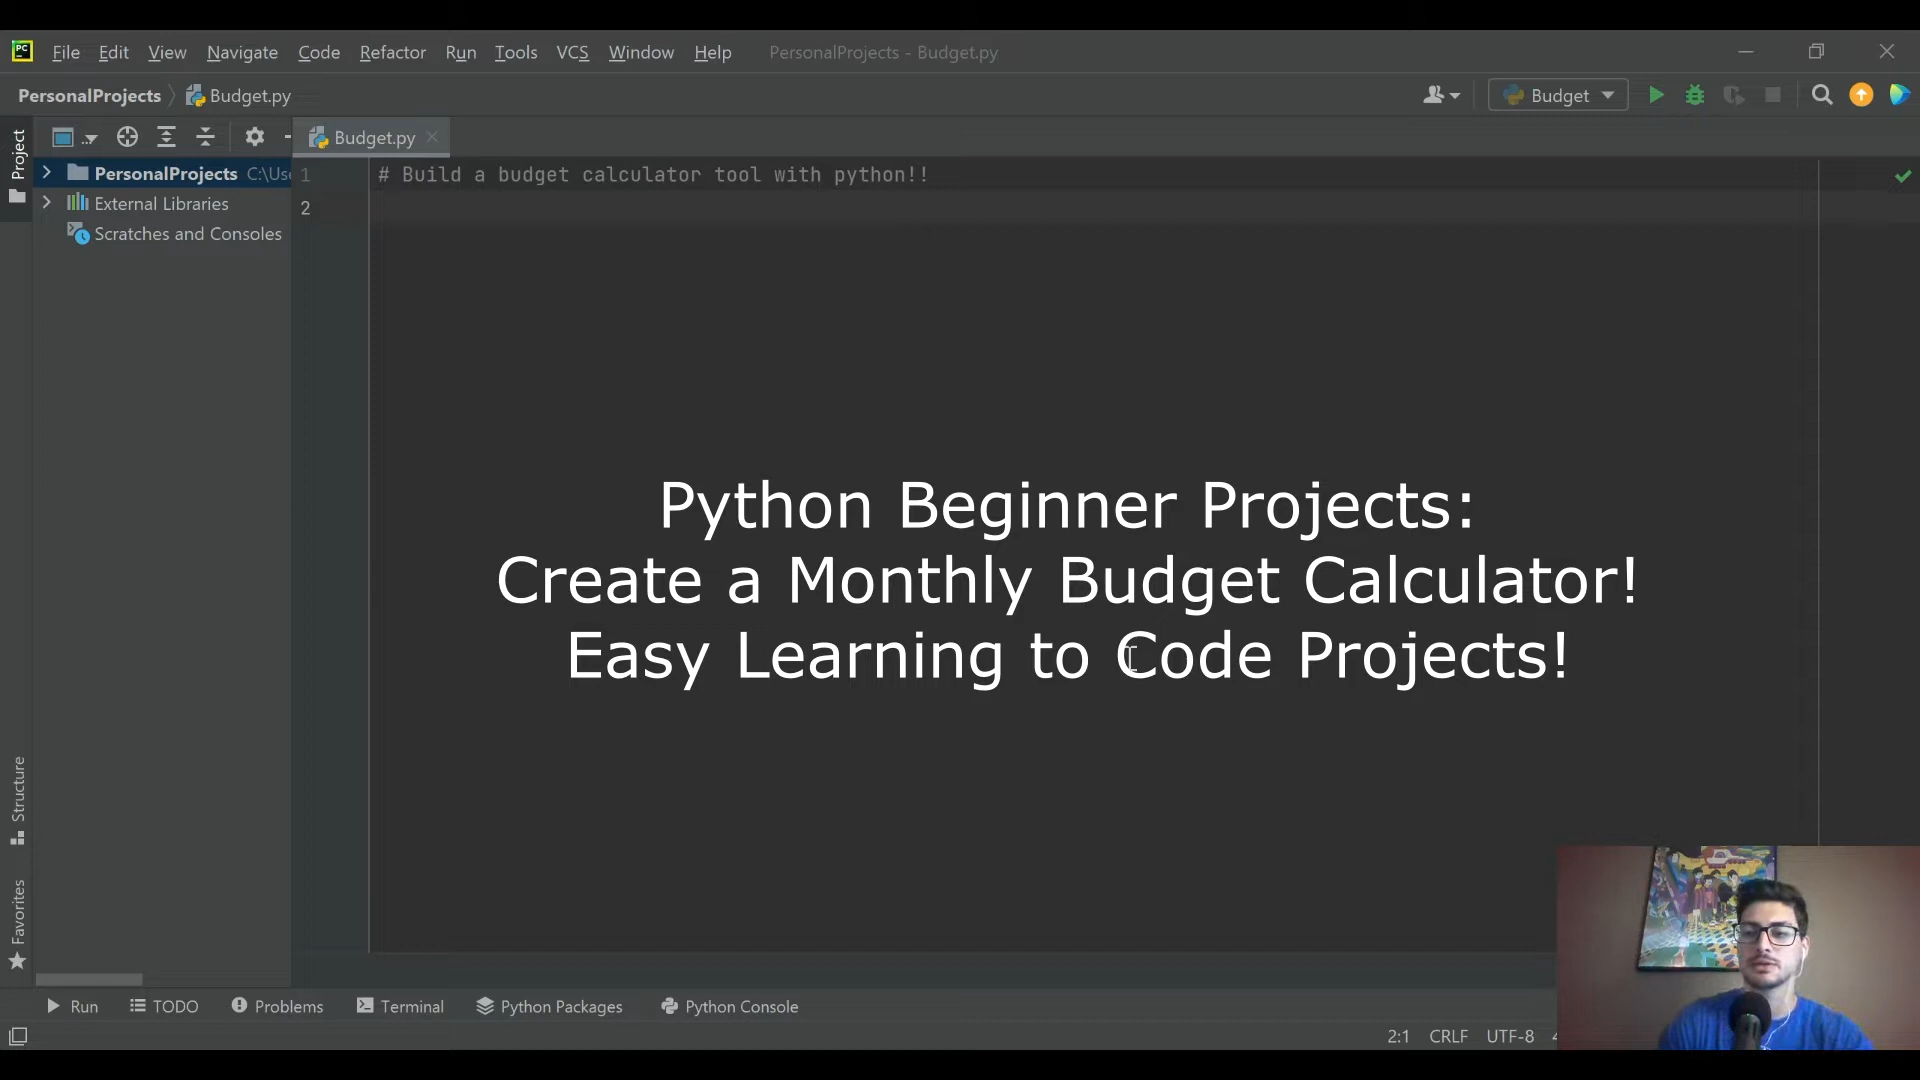 PC File Edit View Navigate Code Refactor Run Tools VCS Window Help PersonalProjects - Budget.py
PersonalProjects Budget.py Budget
Project
Budget.py
PersonalProjects C:\Use
External Libraries
Scratches and Consoles
1 # Build a budget calculator tool with python!!
2
Python Beginner Projects:
Create a Monthly Budget Calculator!
Easy Learning to Code Projects!
Structure
Favorites
Run TODO Problems Terminal Python Packages Python Console
2:1 CRLF UTF-8